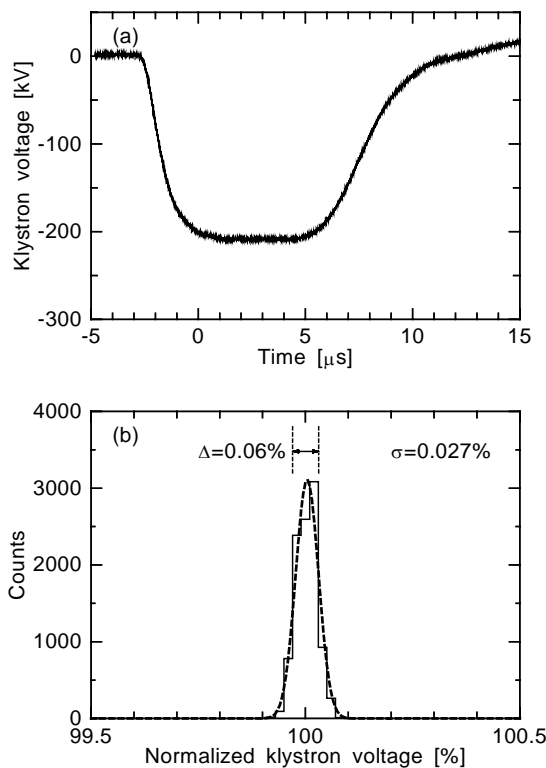 (a)
0
-100
-200
-300
Klystron voltage [kV]
-5 0 5 10 15
Time [μs]
(b)
Δ=0.06% σ=0.027%
4000
3000
2000
1000
0
Counts
99.5 100 100.5
Normalized klystron voltage [%]